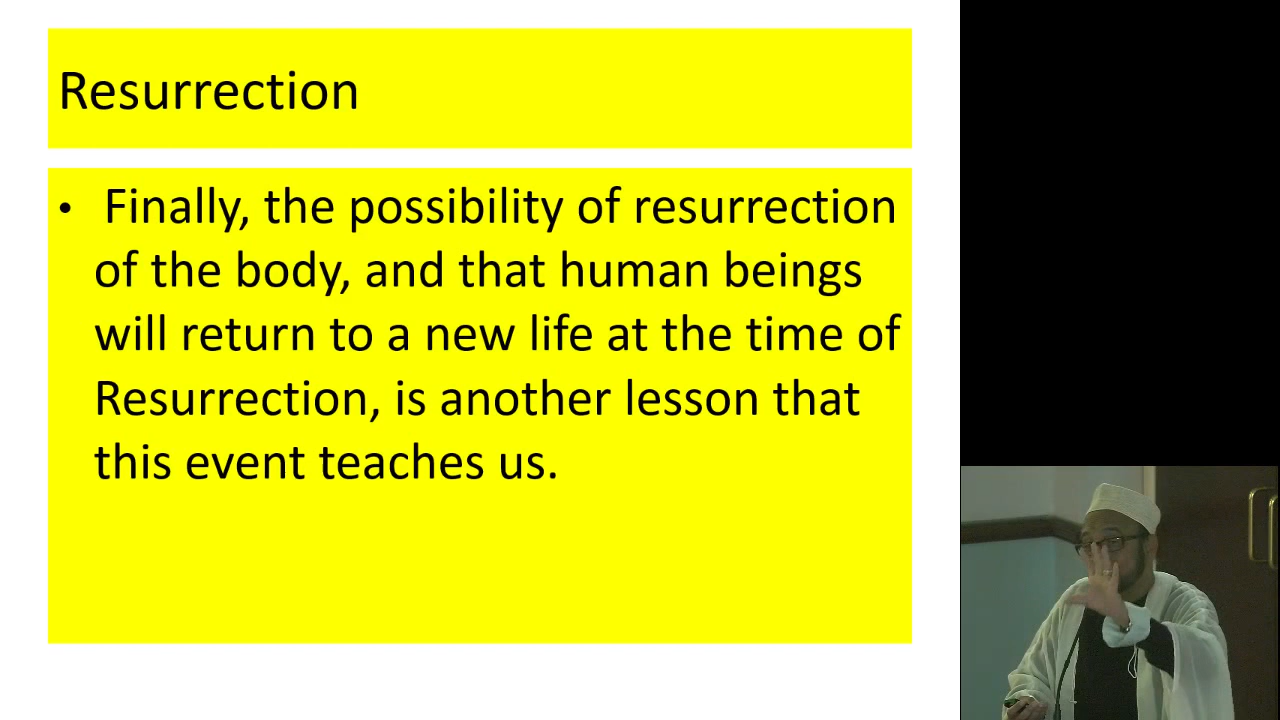 Resurrection
• Finally, the possibility of resurrection
of the body, and that human beings
will return to a new life at the time of
Resurrection, is another lesson that
this event teaches us.